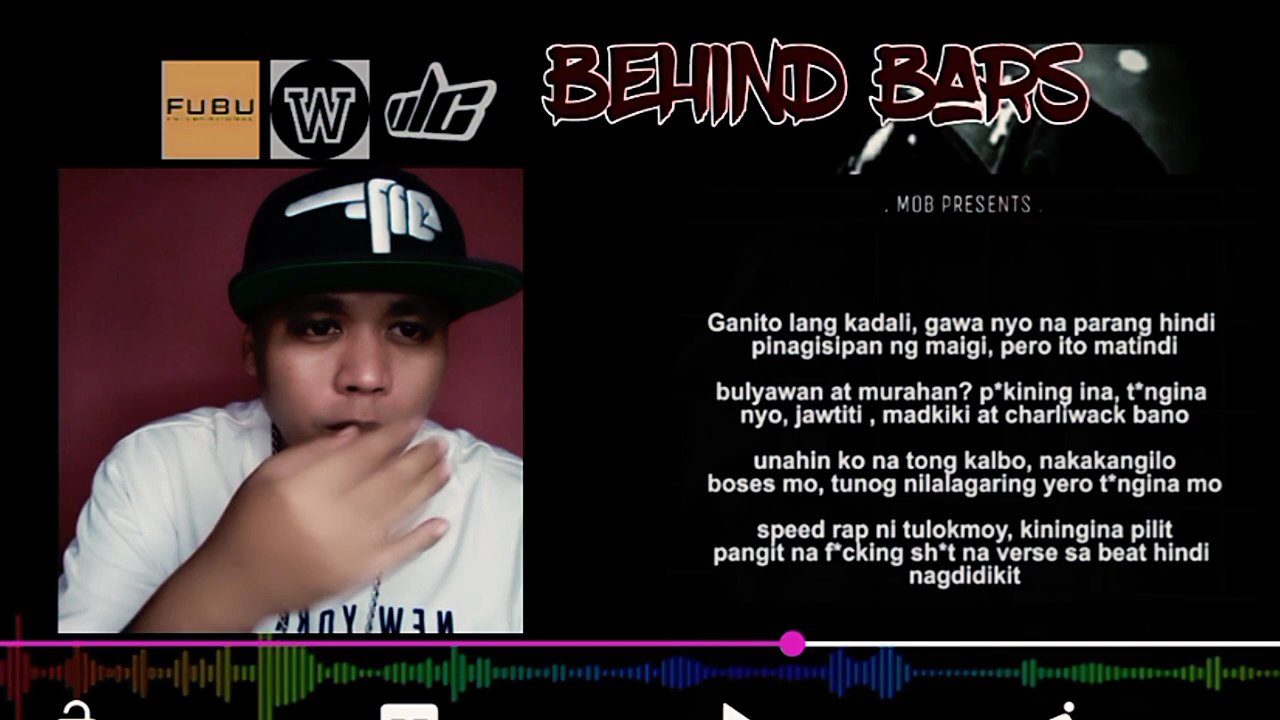 BEHIND BARS
FUBU
W
. MOB PRESENTS .
Ganito lang kadali, gawa nyo na parang hindi
pinagisipan ng maigi, pero ito matindi
bulyawan at murahan? p*kining ina, t*ngina
nyo, jawtiti , madkiki at charliwack bano
unahin ko na tong kalbo, nakakangilo
boses mo, tunog nilalagaring yero t*ngina mo
speed rap ni tulokmoy, kiningina pilit
pangit na f*cking sh*t na verse sa beat hindi
nagdidikit
NEW YORK